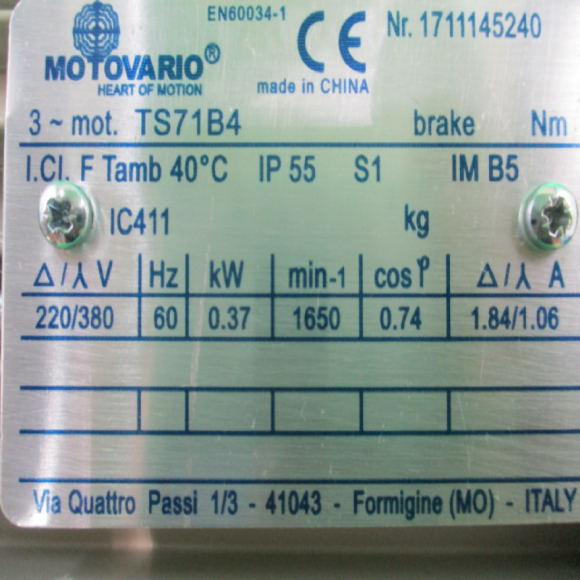 EN60034-1 CE Nr. 1711145240
MOTOVARIO®
HEART OF MOTION made in CHINA
3 ~ mot. TS71B4 brake Nm
I.Cl. F Tamb 40°C IP 55 S1 IM B5
IC411 kg
Δ/⅄ V Hz kW min-1 cosφ Δ/⅄ A
220/380 60 0.37 1650 0.74 1.84/1.06
Via Quattro Passi 1/3 - 41043 - Formigine (MO) - ITALY